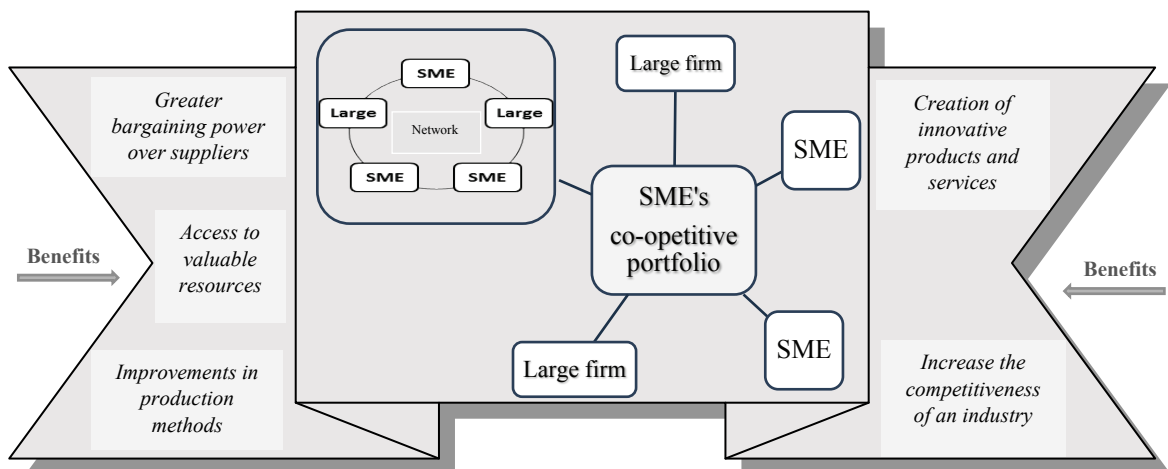 Benefits
Greater
bargaining power
over suppliers
Access to
valuable
resources
Improvements in
production
methods
SME
Large
Large
Network
SME
SME
Large firm
SME
SME's
co-opetitive
portfolio
Large firm
SME
Creation of
innovative
products and
services
Increase the
competitiveness
of an industry
Benefits